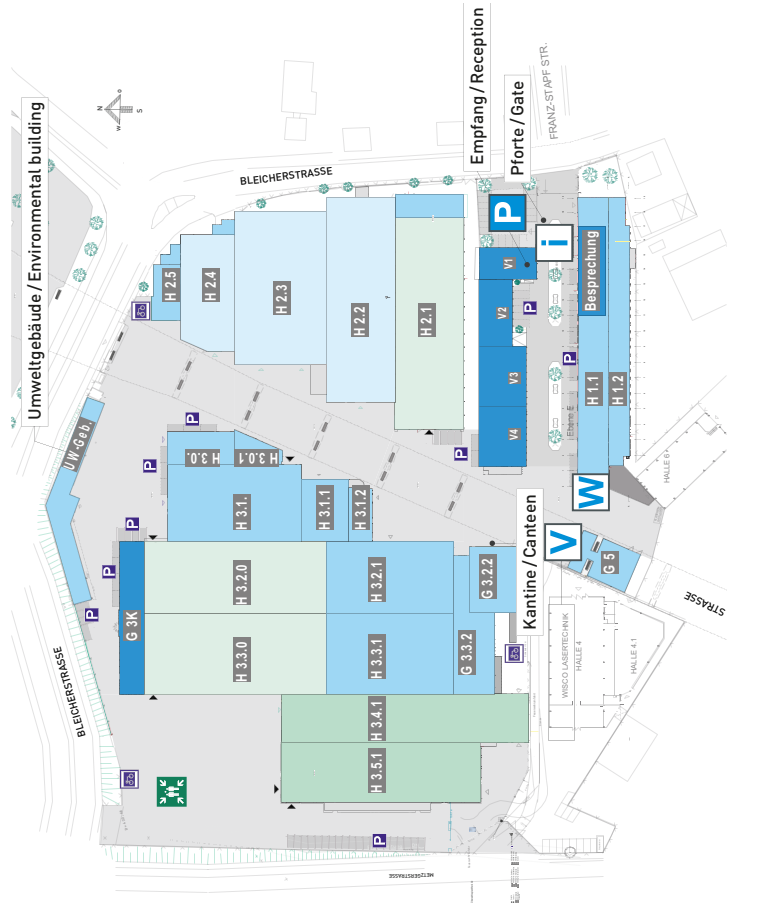 Umweltgebäude / Environmental building
N
O
S
W
BLEICHERSTRASSE
Empfang / Reception
Pforte / Gate
FRANZ-STAPF STR.
P
i
H 2.5
H 2.4
H 2.3
H 2.2
H 2.1
V1
V2
V3
V4
P
P
P
Besprechung
H 1.1
H 1.2
Ebene E
UW-Geb.
P
P
H 3.0.
H 3.0.1
H 3.1.
H 3.1.1
H 3.1.2
HALLE 6
W
V
Kantine / Canteen
G 5
STRASSE
P
P
P
G 3K
H 3.2.0
H 3.2.1
G 3.2.2
H 3.3.0
H 3.3.1
G 3.3.2
WISCO LASERTECHNIK
HALLE 4
HALLE 4.1
BLEICHERSTRASSE
H 3.4.1
H 3.5.1
P
METZGERSTRASSE